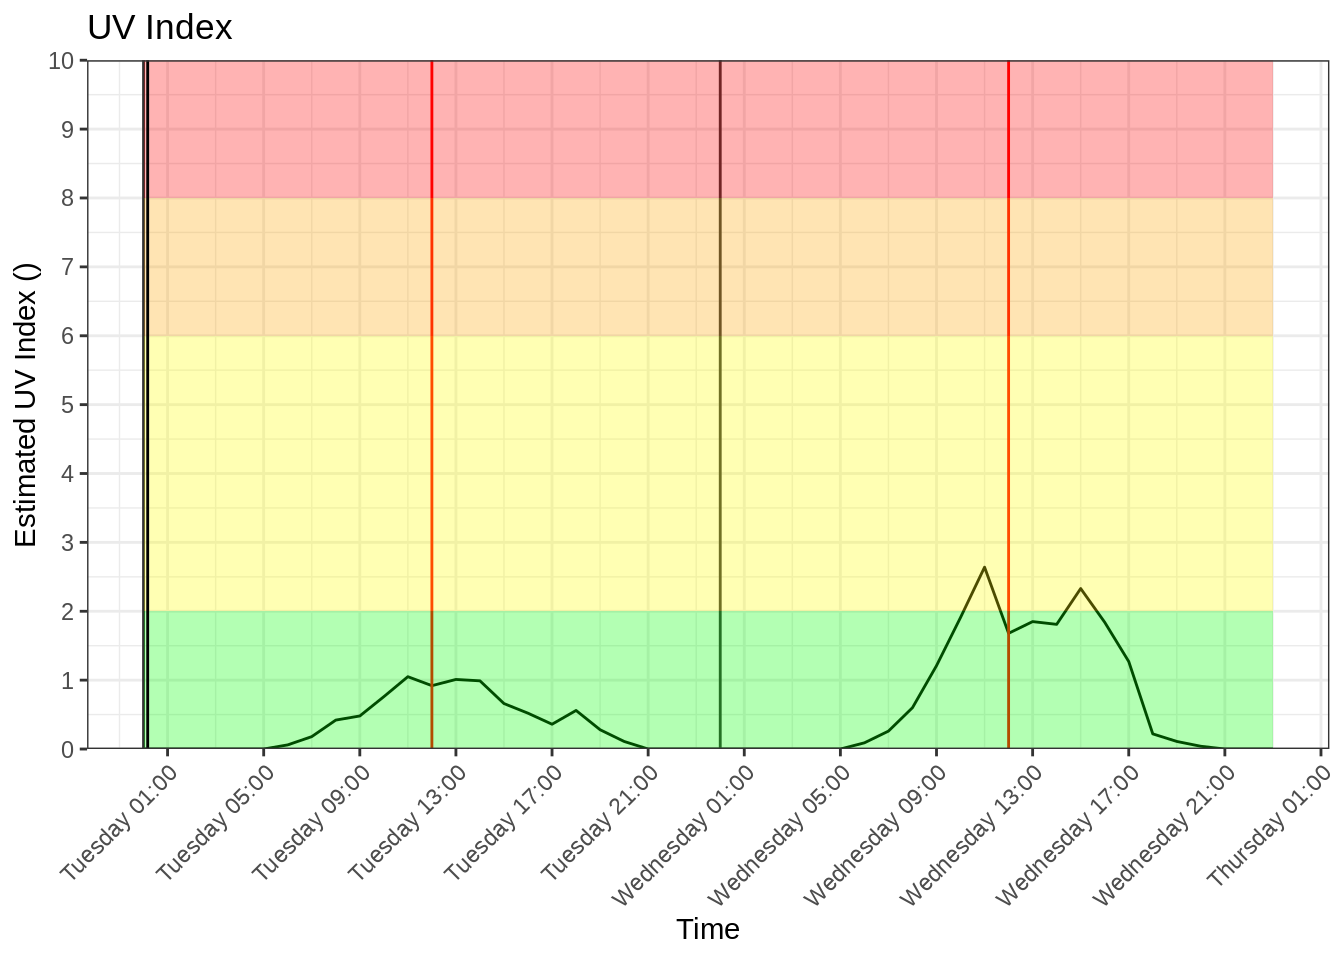 UV Index
Estimated UV Index ()
10
9
8
7
6
5
4
3
2
1
0
Tuesday 01:00
Tuesday 05:00
Tuesday 09:00
Tuesday 13:00
Tuesday 17:00
Tuesday 21:00
Wednesday 01:00
Wednesday 05:00
Wednesday 09:00
Wednesday 13:00
Wednesday 17:00
Wednesday 21:00
Thursday 01:00
Time